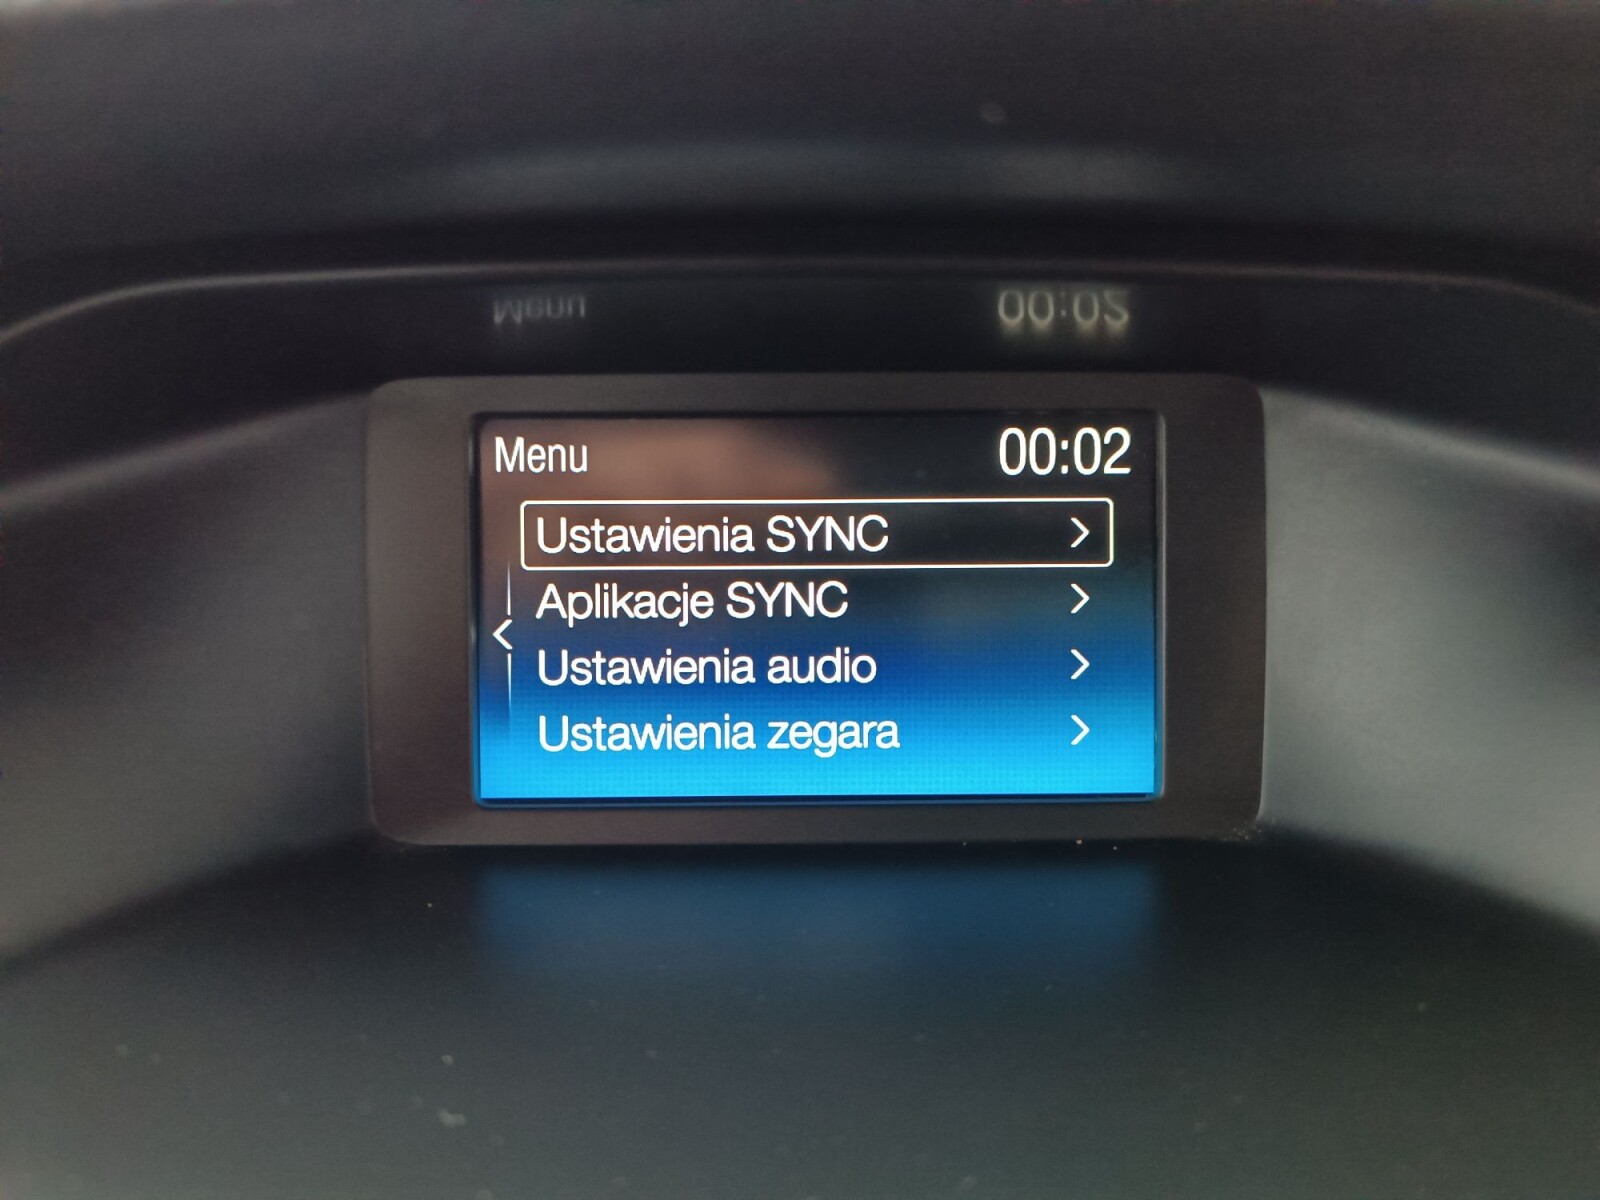 Menu 00:02
Ustawienia SYNC
Aplikacje SYNC
Ustawienia audio
Ustawienia zegara